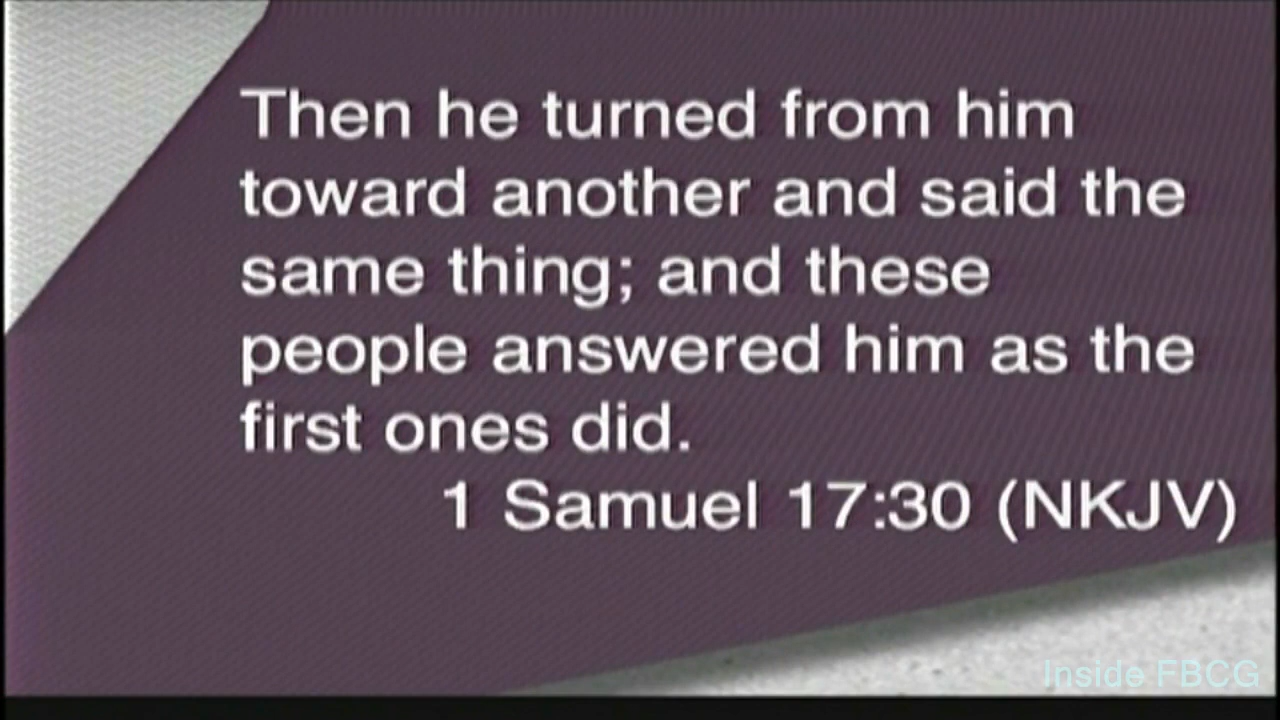 Then he turned from him
toward another and said the
same thing; and these
people answered him as the
first ones did.
1 Samuel 17:30 (NKJV)
Inside FBCG